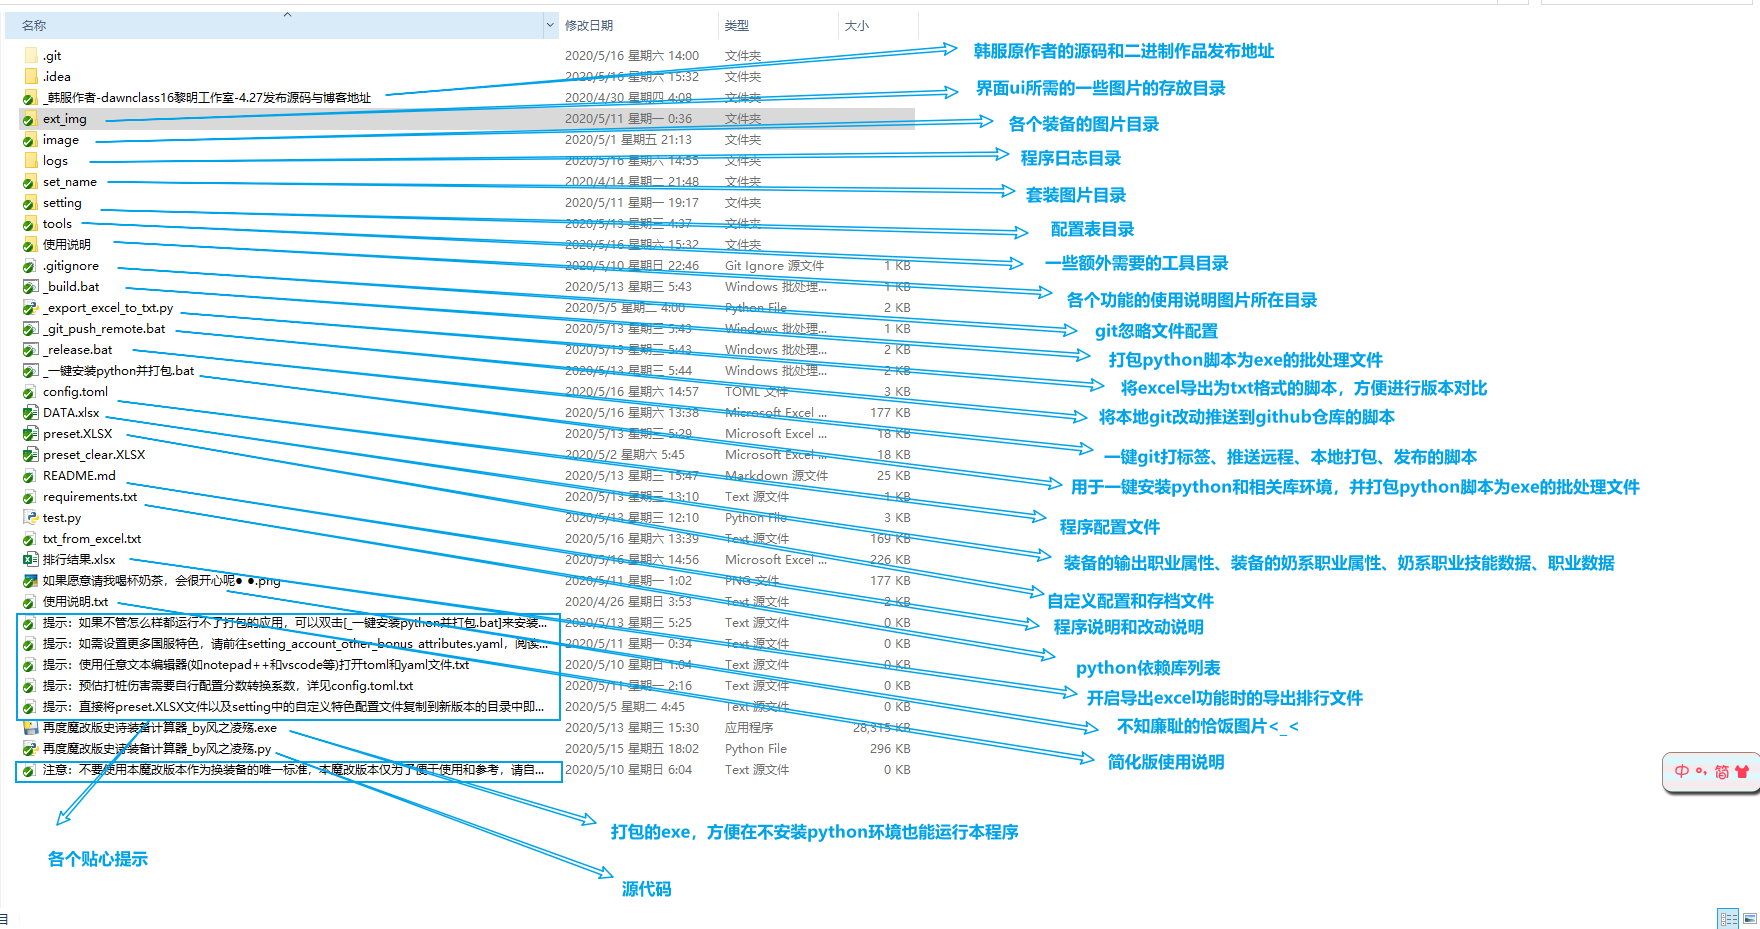 名称 修改日期 类型 大小
.git 2020/5/16 星期六 14:00 文件夹
.idea 2020/5/16 星期六 15:32 文件夹
_韩服作者-dawnclass16黎明工作室-4.27发布源码与博客地址 2020/4/30 星期四 4:08 文件夹
ext_img 2020/5/11 星期一 0:36 文件夹
image 2020/5/1 星期五 21:13 文件夹
logs 2020/5/16 星期六 14:55 文件夹
set_name 2020/4/14 星期二 21:48 文件夹
setting 2020/5/11 星期一 19:17 文件夹
tools 2020/5/13 星期三 4:37 文件夹
使用说明 2020/5/16 星期六 15:32 文件夹
.gitignore 2020/5/10 星期日 22:46 Git Ignore 源文件 1 KB
_build.bat 2020/5/13 星期三 5:43 Windows 批处理... 1 KB
_export_excel_to_txt.py 2020/5/5 星期二 4:00 Python File 2 KB
_git_push_remote.bat 2020/5/13 星期三 5:43 Windows 批处理... 1 KB
_release.bat 2020/5/13 星期三 5:43 Windows 批处理... 2 KB
_一键安装python并打包.bat 2020/5/13 星期三 5:44 Windows 批处理... 2 KB
config.toml 2020/5/16 星期六 14:57 TOML 文件 3 KB
DATA.xlsx 2020/5/16 星期六 13:38 Microsoft Excel ... 177 KB
preset.XLSX 2020/5/13 星期三 5:29 Microsoft Excel ... 18 KB
preset_clear.XLSX 2020/5/2 星期六 5:45 Microsoft Excel ... 18 KB
README.md 2020/5/13 星期三 15:47 Markdown 源文件 25 KB
requirements.txt 2020/5/13 星期三 13:10 Text 源文件 1 KB
test.py 2020/5/13 星期三 12:10 Python File 3 KB
txt_from_excel.txt 2020/5/16 星期六 13:39 Text 源文件 169 KB
排行结果.xlsx 2020/5/16 星期六 14:56 Microsoft Excel ... 226 KB
如果愿意请我喝杯奶茶，会很开心呢●ˊ●.png 2020/5/11 星期一 1:02 PNG 文件 177 KB
使用说明.txt 2020/4/26 星期日 3:53 Text 源文件 2 KB
提示：如果不管怎么样都运行不了打包的应用，可以双击[_一键安装python并打包.bat]来安装... 2020/5/13 星期三 5:25 Text 源文件 0 KB
提示：如需设置更多国服特色，请前往setting_account_other_bonus_attributes.yaml，阅读... 2020/5/11 星期一 0:34 Text 源文件 0 KB
提示：使用任意文本编辑器(如notepad++和vscode等)打开toml和yaml文件.txt 2020/5/10 星期日 1:04 Text 源文件 0 KB
提示：预估打桩伤害需要自行配置分数转换系数，详见config.toml.txt 2020/5/11 星期一 2:16 Text 源文件 0 KB
提示：直接将preset.XLSX文件以及setting中的自定义特色配置文件复制到新版本的目录中即... 2020/5/5 星期二 4:45 Text 源文件 0 KB
再度魔改版史诗装备计算器_by风之凌殇.exe 2020/5/13 星期三 15:30 应用程序 28,315 KB
再度魔改版史诗装备计算器_by风之凌殇.py 2020/5/15 星期五 18:02 Python File 296 KB
注意：不要使用本魔改版本作为换装备的唯一标准，本魔改版本仅为了便于使用和参考，请自... 2020/5/10 星期日 6:04 Text 源文件 0 KB
韩服原作者的源码和二进制作品发布地址
界面ui所需的一些图片的存放目录
各个装备的图片目录
程序日志目录
套装图片目录
配置表目录
一些额外需要的工具目录
各个功能的使用说明图片所在目录
git忽略文件配置
打包python脚本为exe的批处理文件
将excel导出为txt格式的脚本，方便进行版本对比
将本地git改动推送到github仓库的脚本
一键git打标签、推送远程、本地打包、发布的脚本
用于一键安装python和相关库环境，并打包python脚本为exe的批处理文件
程序配置文件
装备的输出职业属性、装备的奶系职业属性、奶系职业技能数据、职业数据
自定义配置和存档文件
程序说明和改动说明
python依赖库列表
开启导出excel功能时的导出排行文件
不知廉耻的恰饭图片<_<
简化版使用说明
中 °, 简
打包的exe，方便在不安装python环境也能运行本程序
各个贴心提示
源代码